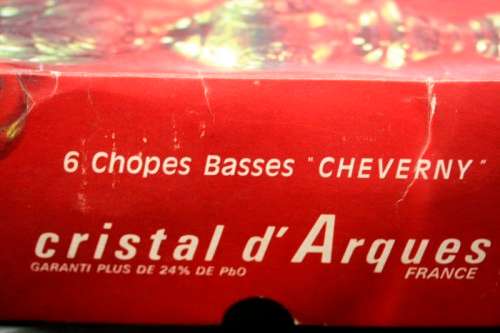 6 Chopes Basses "CHEVERNY"
cristal d'Arques
GARANTI PLUS DE 24% DE PbO
FRANCE